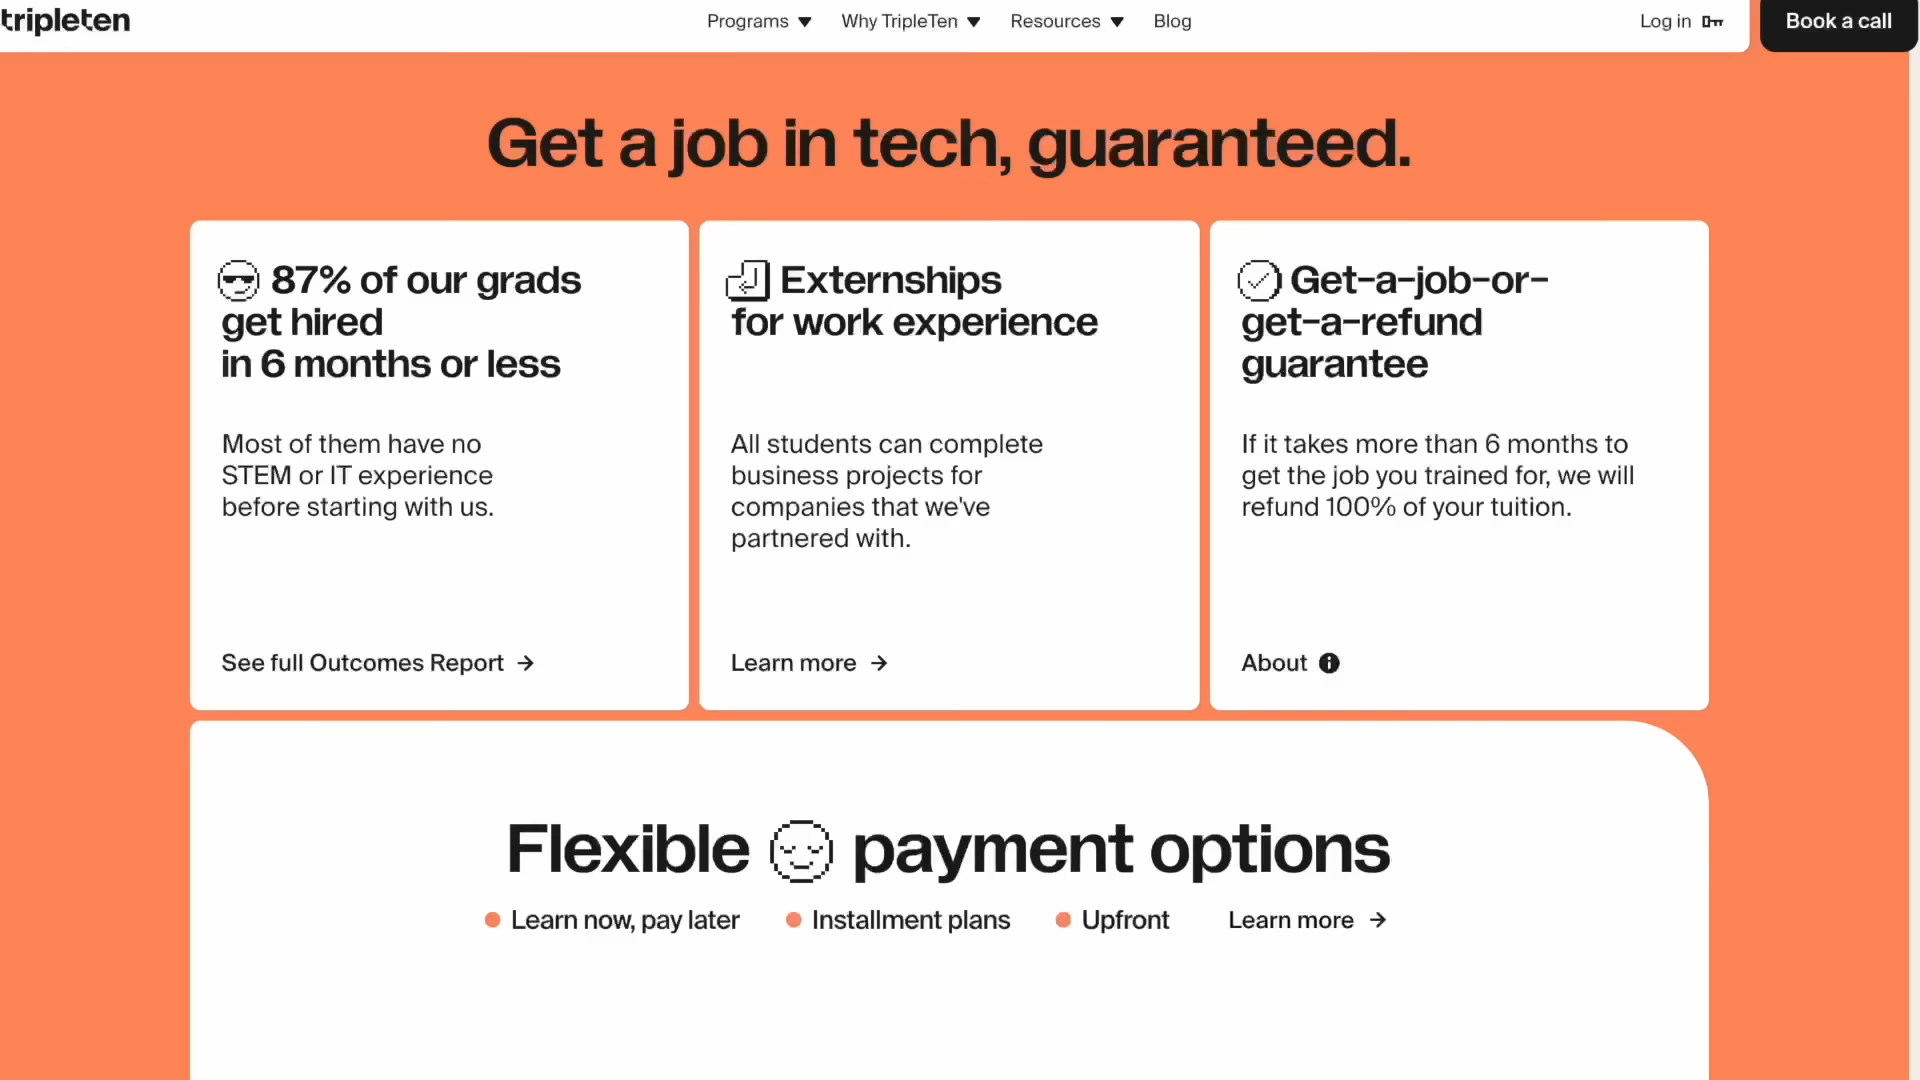 tripleten
Programs
Why TripleTen
Resources
Blog
Log in
Book a call
Get a job in tech, guaranteed.
87% of our grads
get hired
in 6 months or less
Most of them have no
STEM or IT experience
before starting with us.
See full Outcomes Report
Externships
for work experience
All students can complete
business projects for
companies that we've
partnered with.
Learn more
Get-a-job-or-
get-a-refund
guarantee
If it takes more than 6 months to
get the job you trained for, we will
refund 100% of your tuition.
About
Flexible payment options
Learn now, pay later
Installment plans
Upfront
Learn more